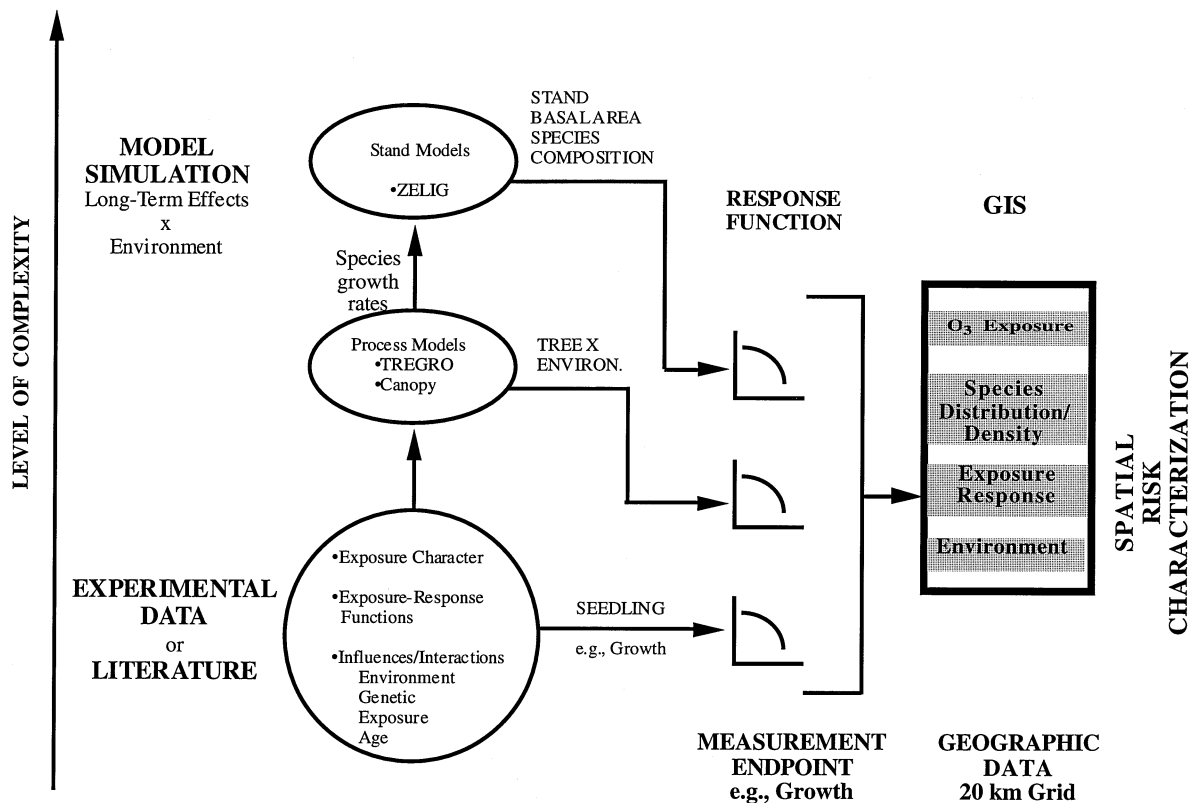 LEVEL OF COMPLEXITY
MODEL
SIMULATION
Long-Term Effects
x
Environment
EXPERIMENTAL
DATA
or
LITERATURE
Stand Models
•ZELIG
Species
growth
rates
Process Models
•TREGRO
•Canopy
•Exposure Character
•Exposure-Response
Functions
•Influences/Interactions
Environment
Genetic
Exposure
Age
STAND
BASAL AREA
SPECIES
COMPOSITION
TREE X
ENVIRON.
SEEDLING
e.g., Growth
RESPONSE
FUNCTION
MEASUREMENT
ENDPOINT
e.g., Growth
GIS
O₃ Exposure
Species
Distribution/
Density
Exposure
Response
Environment
GEOGRAPHIC
DATA
20 km Grid
SPATIAL
RISK
CHARACTERIZATION